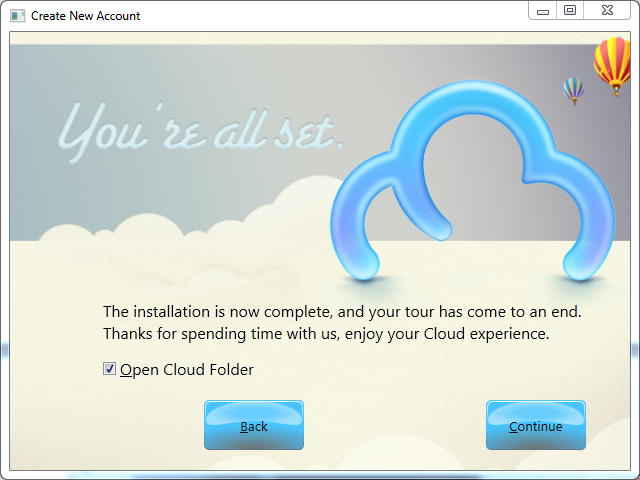 Create New Account
You're all set.
The installation is now complete, and your tour has come to an end.
Thanks for spending time with us, enjoy your Cloud experience.
Open Cloud Folder
Back
Continue